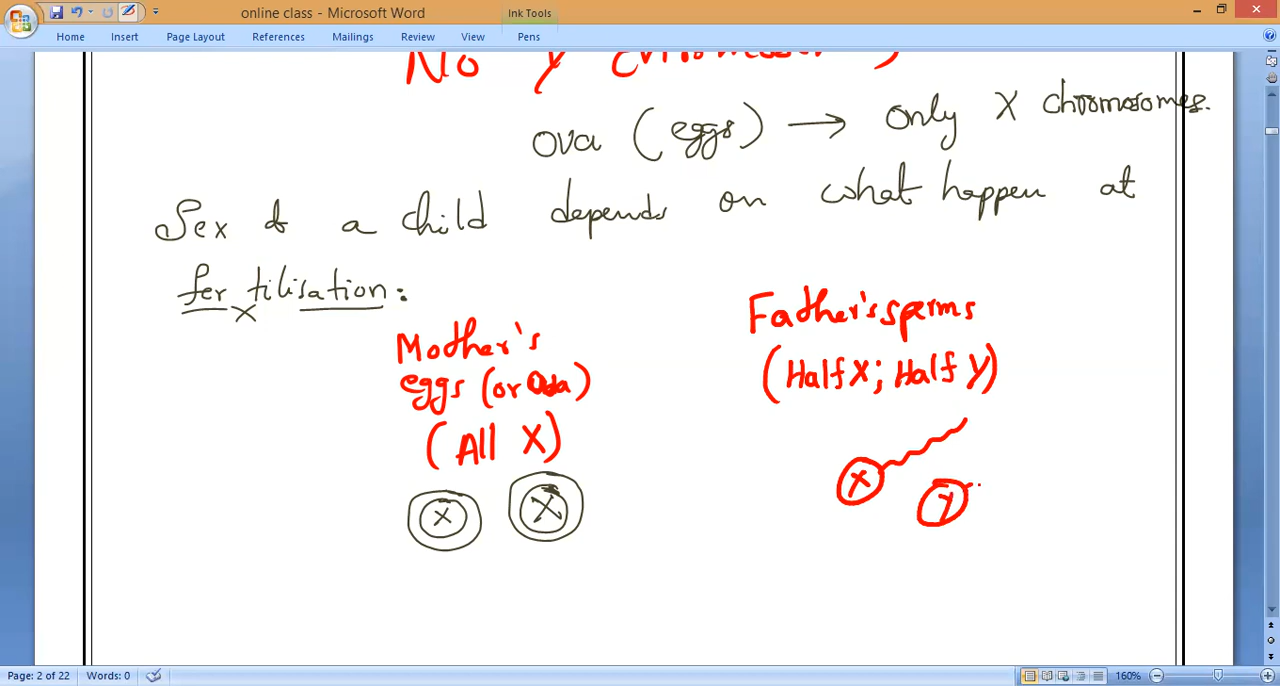 online class - Microsoft Word
Ink Tools
Home Insert Page Layout References Mailings Review View Pens
No Y
ova (eggs) → only X chromosomes.
Sex of a child depends on what happen at
fertilisation:
x
Mother's
eggs (or Ova)
(All X)
Father's sperms
(Half X; Half Y)
X X
X
Y
Page: 2 of 22 Words: 0 160%